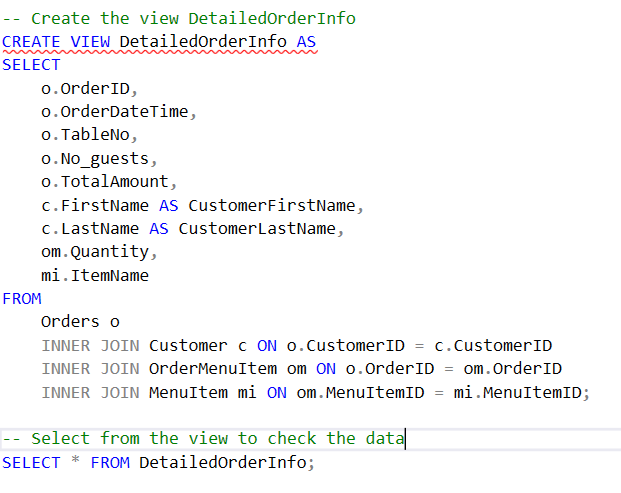 -- Create the view DetailedOrderInfo
CREATE VIEW DetailedOrderInfo AS
SELECT
    o.OrderID,
    o.OrderDateTime,
    o.TableNo,
    o.No_guests,
    o.TotalAmount,
    c.FirstName AS CustomerFirstName,
    c.LastName AS CustomerLastName,
    om.Quantity,
    mi.ItemName
FROM
    Orders o
    INNER JOIN Customer c ON o.CustomerID = c.CustomerID
    INNER JOIN OrderMenuItem om ON o.OrderID = om.OrderID
    INNER JOIN MenuItem mi ON om.MenuItemID = mi.MenuItemID;
-- Select from the view to check the data
SELECT * FROM DetailedOrderInfo;